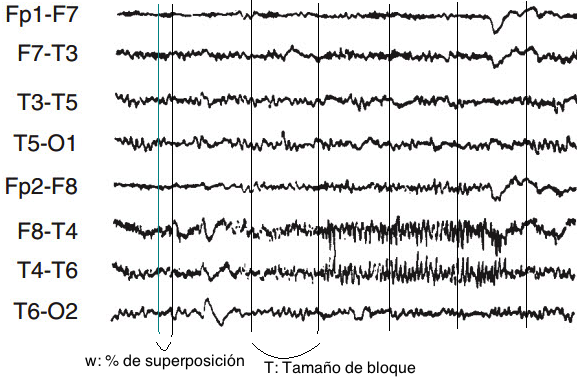 Fp1-F7
F7-T3
T3-T5
T5-O1
Fp2-F8
F8-T4
T4-T6
T6-O2
w: % de superposición
T: Tamaño de bloque